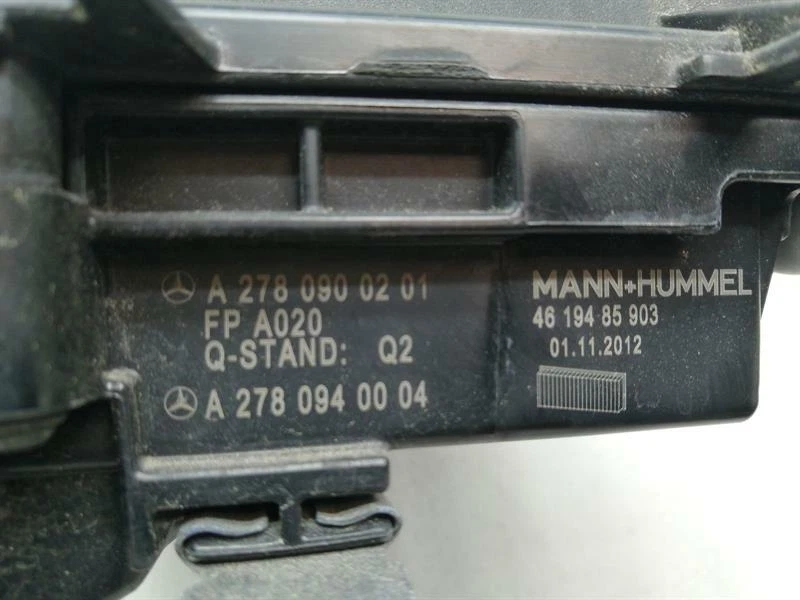 A 278 090 02 01
FP A020
Q-STAND: Q2
A 278 094 00 04
MANN+HUMMEL
46 194 85 903
01.11.2012